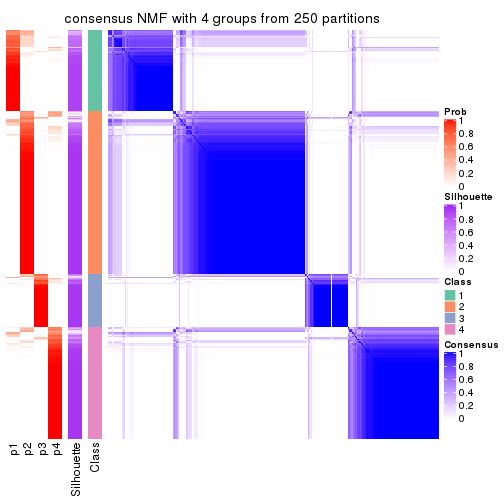 consensus NMF with 4 groups from 250 partitions
Prob
1
0.8
0.6
0.4
0.2
0
Silhouette
1
0.8
0.6
0.4
0.2
0
Class
1
2
3
4
Consensus
1
0.8
0.6
0.4
0.2
0
p1
p2
p3
p4
Silhouette
Class